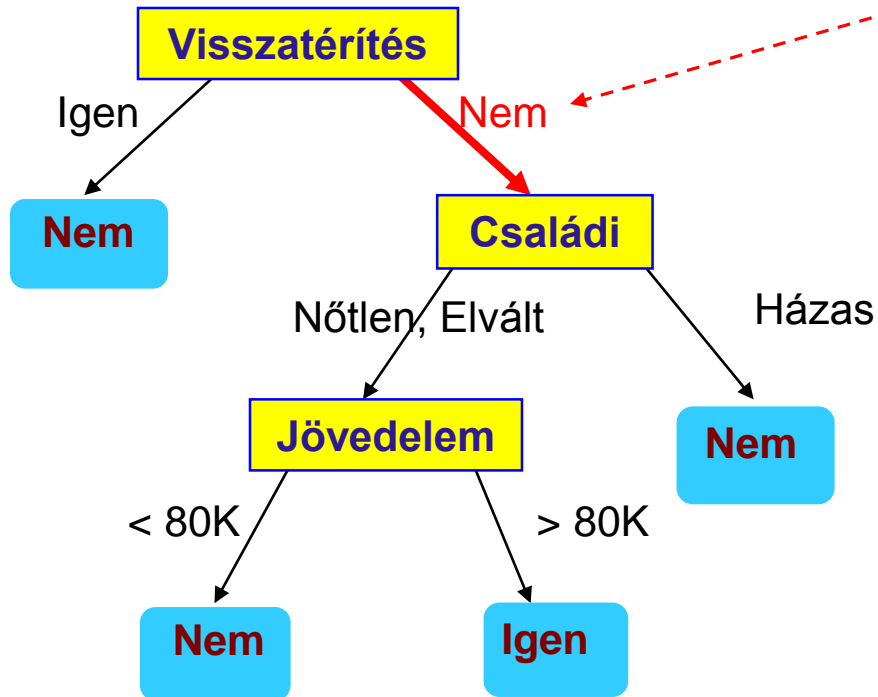 Visszatérítés
Igen
Nem
Nem
Családi
Nőtlen, Elvált
Házas
Jövedelem
Nem
< 80K
> 80K
Nem
Igen